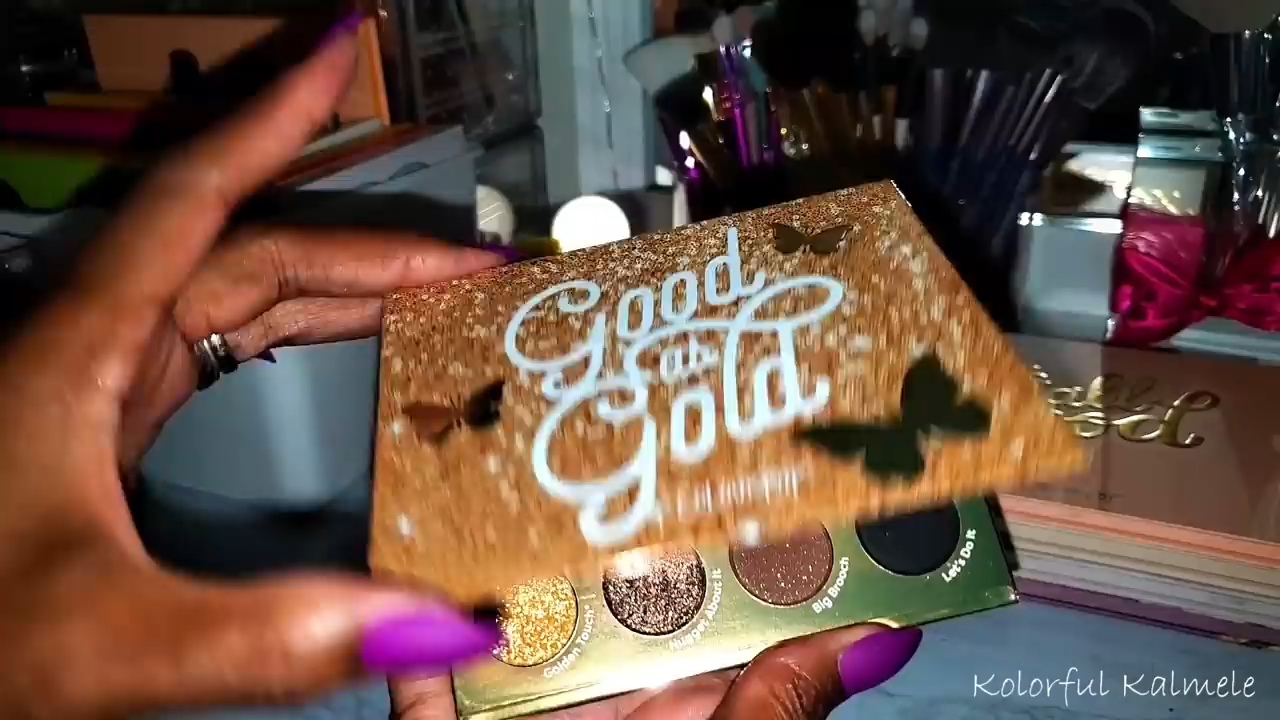 Good
as
Gold
Golden Touch
Nugget About It
Big Brooch
Let's Do It
Kolorful Kalmele